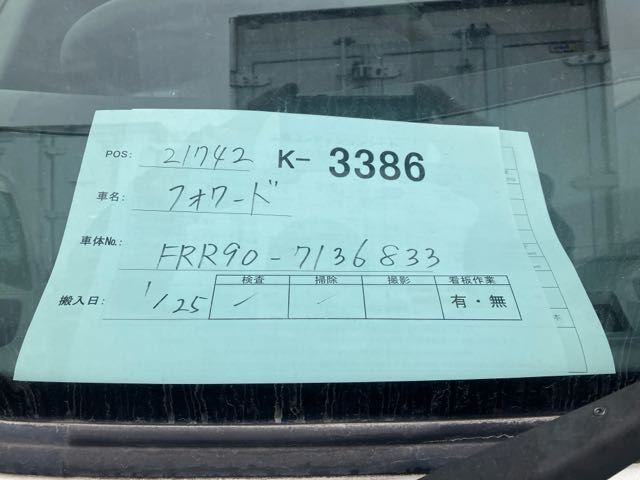 POS: 21742 K- 3386
車名: フォワード
車体No.: FRR90-7136833
検査 掃除 撮影 看板作業
搬入日: 1/25 ✓ ✓ 有・無